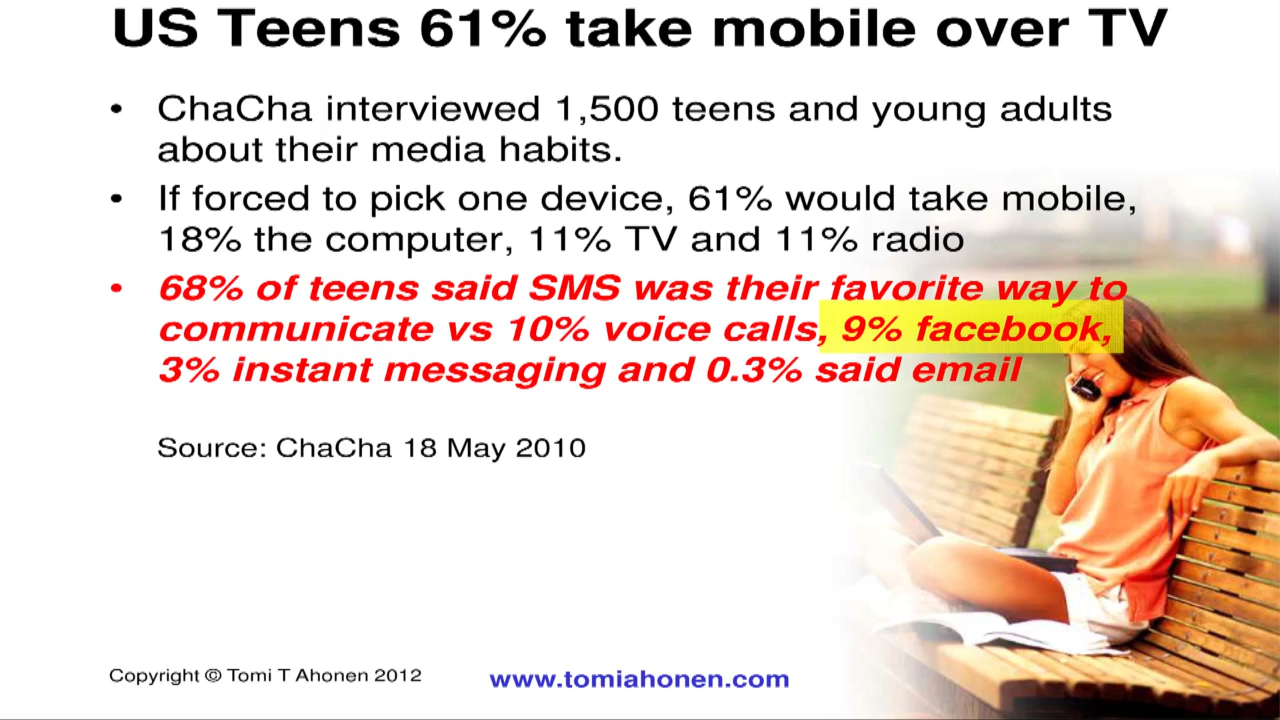 US Teens 61% take mobile over TV
• ChaCha interviewed 1,500 teens and young adults
about their media habits.
• If forced to pick one device, 61% would take mobile,
18% the computer, 11% TV and 11% radio
• 68% of teens said SMS was their favorite way to
communicate vs 10% voice calls, 9% facebook,
3% instant messaging and 0.3% said email
Source: ChaCha 18 May 2010
Copyright © Tomi T Ahonen 2012
www.tomiahonen.com